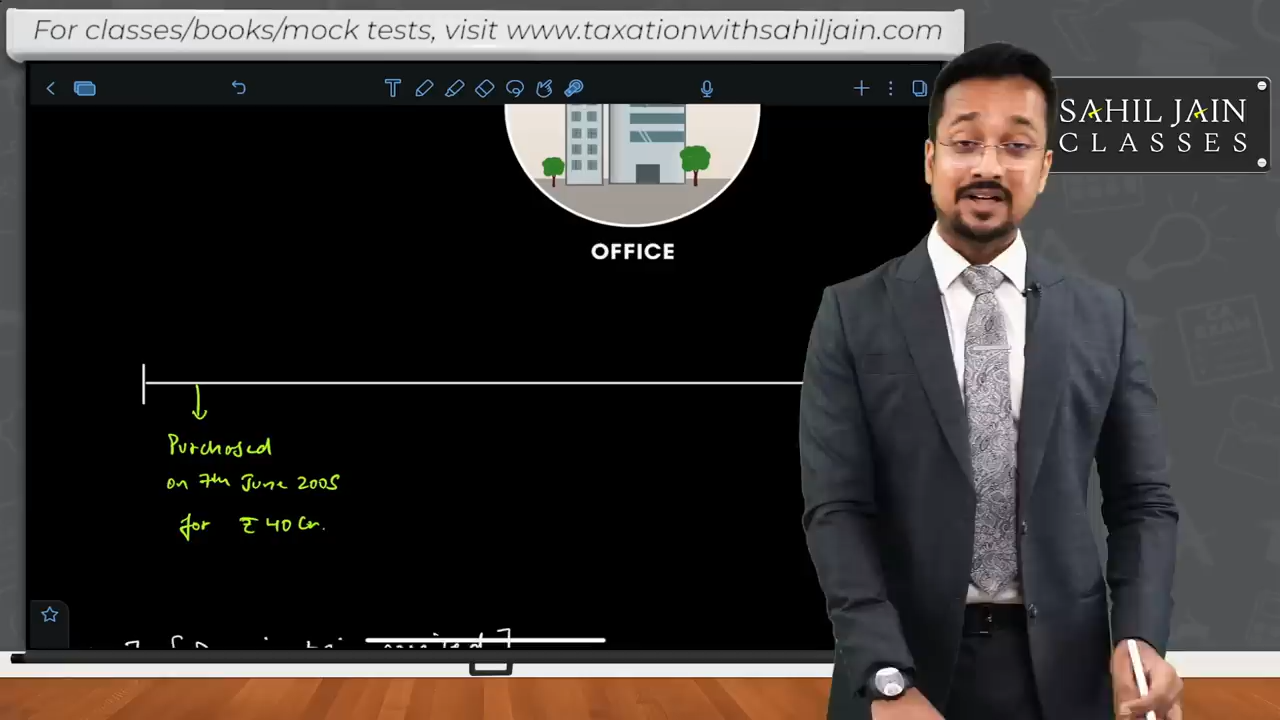 For classes/books/mock tests, visit www.taxationwithsahiljain.com
SAHIL JAIN
CLASSES
OFFICE
Purchased
on 7th June 2005
for ₹ 40 Cr.